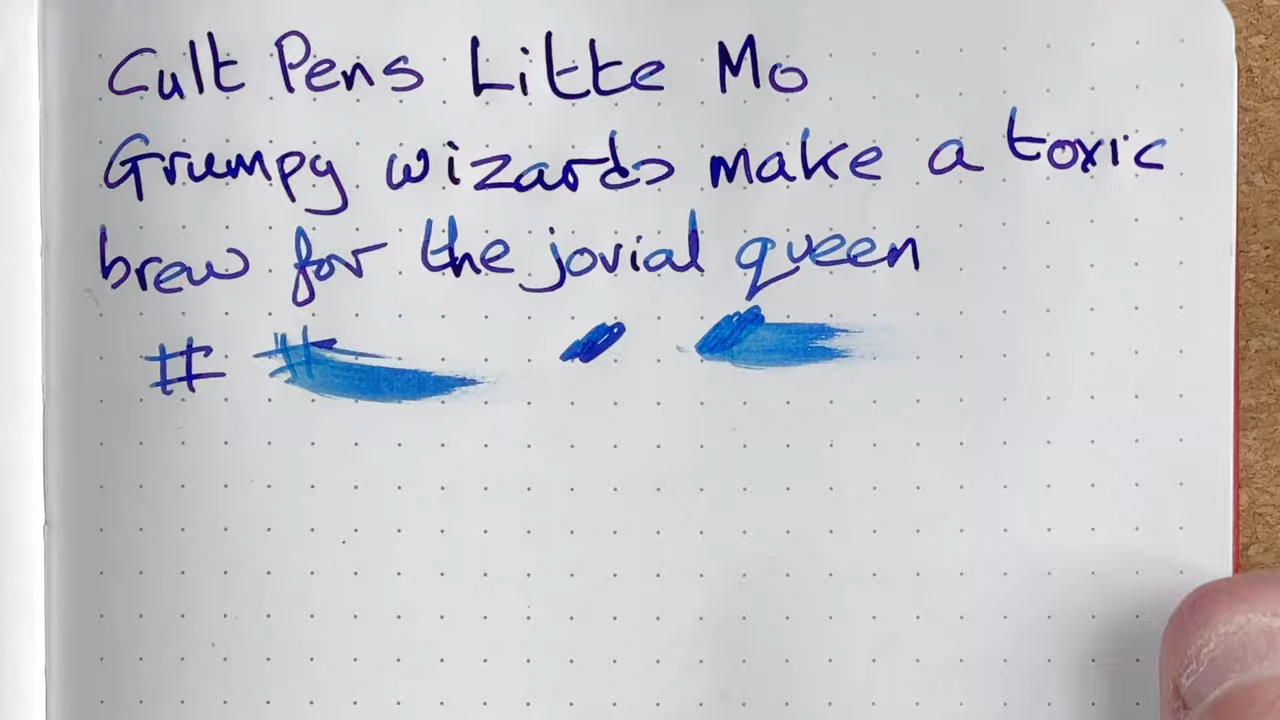 Cult Pens Litte Mo
Grumpy wizards make a toxic
brew for the jovial queen
# #